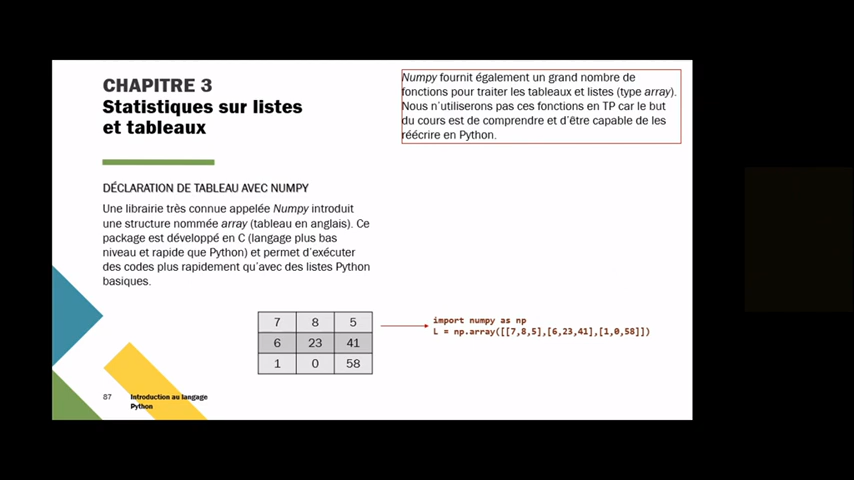 CHAPITRE 3
Statistiques sur listes
et tableaux
Numpy fournit également un grand nombre de
fonctions pour traiter les tableaux et listes (type array).
Nous n'utiliserons pas ces fonctions en TP car le but
du cours est de comprendre et d'être capable de les
réécrire en Python.
DÉCLARATION DE TABLEAU AVEC NUMPY
Une librairie très connue appelée Numpy introduit
une structure nommée array (tableau en anglais). Ce
package est développé en C (langage plus bas
niveau et rapide que Python) et permet d'exécuter
des codes plus rapidement qu'avec des listes Python
basiques.
7 8 5
6 23 41
1 0 58
import numpy as np
L = np.array([[7,8,5],[6,23,41],[1,0,58]])
87 Introduction au langage
Python